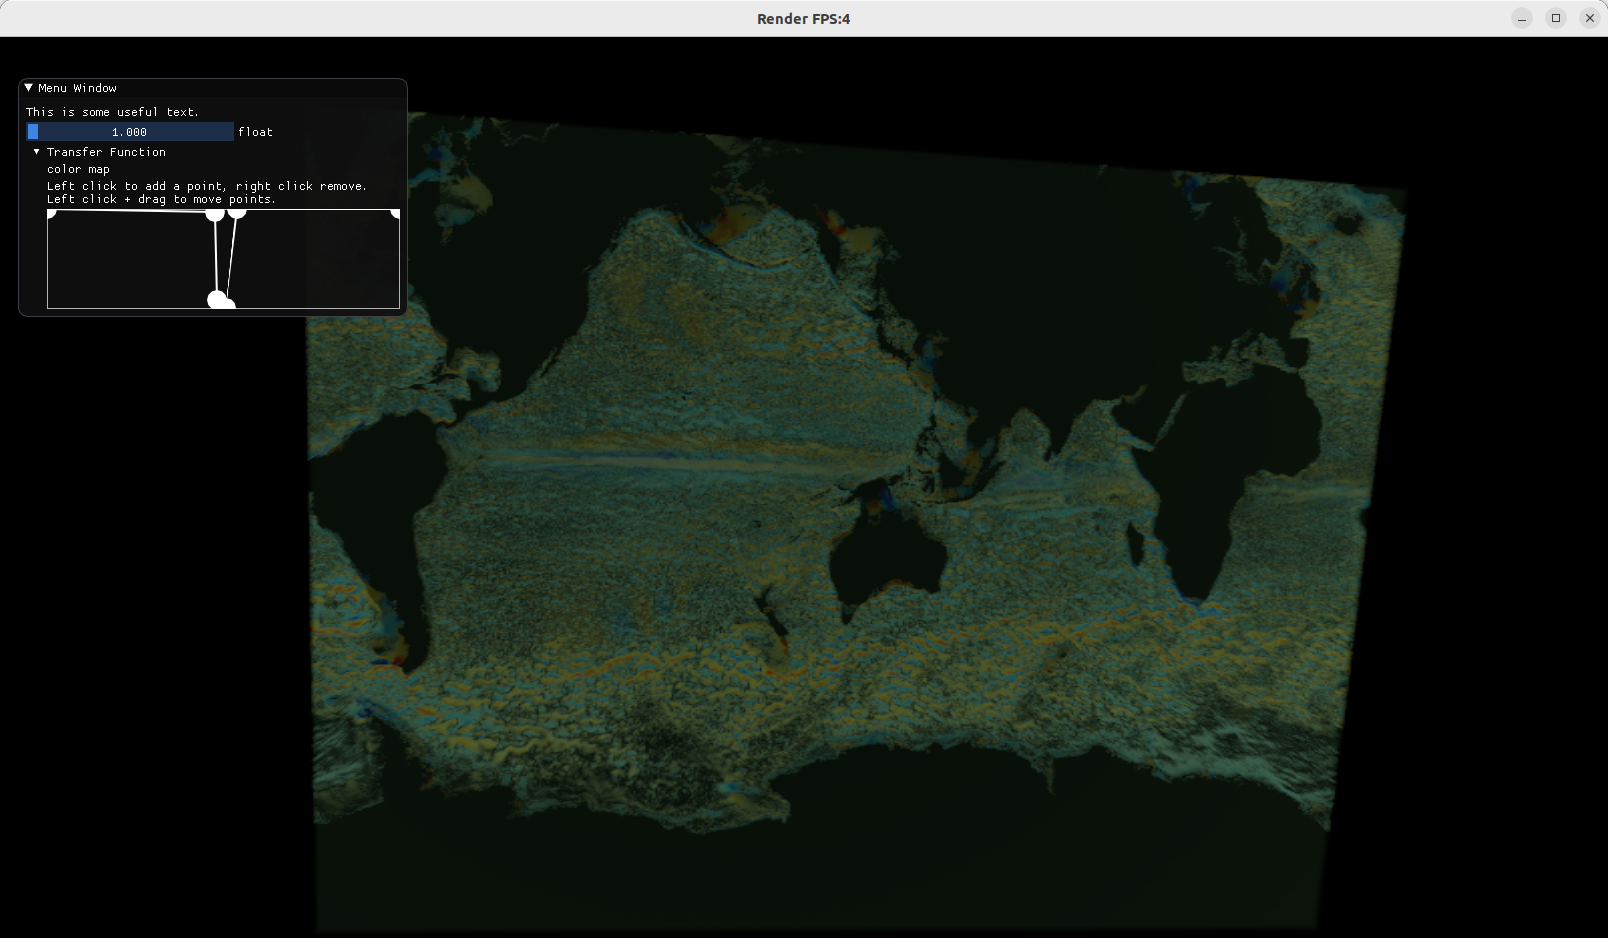 Render FPS:4
Menu Window
This is some useful text.
1.000 float
Transfer Function
color map
Left click to add a point, right click remove.
Left click + drag to move points.